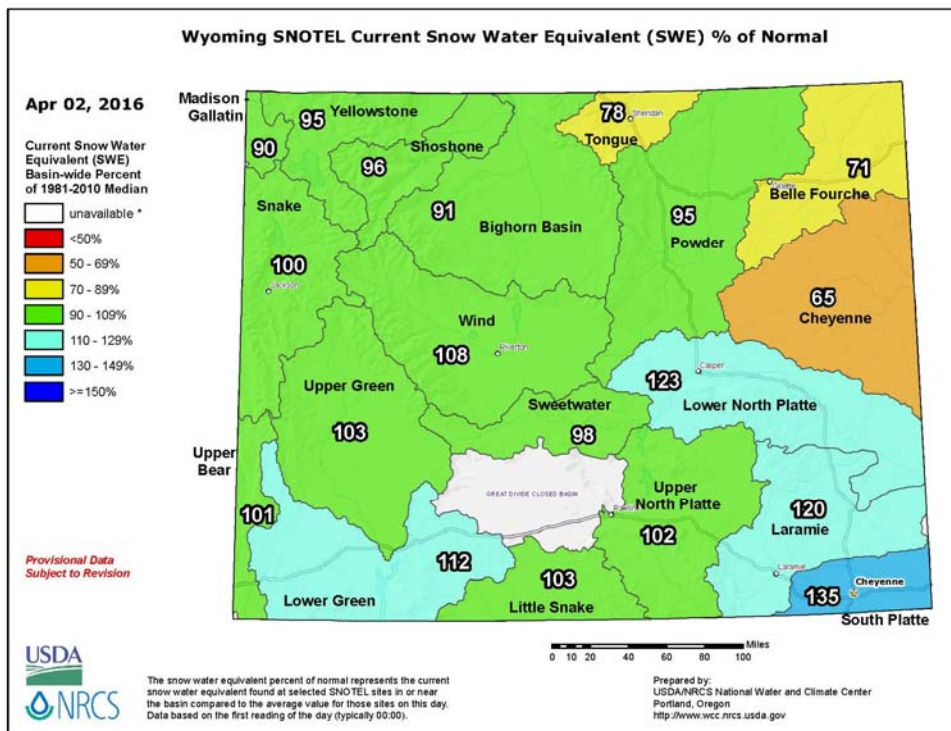 Wyoming SNOTEL Current Snow Water Equivalent (SWE) % of Normal
Apr 02, 2016
Current Snow Water
Equivalent (SWE)
Basin-wide Percent
of 1981-2010 Median
unavailable *
<50%
50 - 69%
70 - 89%
90 - 109%
110 - 129%
130 - 149%
>=150%
Provisional Data
Subject to Revision
Madison
Gallatin
90
95
Yellowstone
96
Shoshone
78
Sheridan
Tongue
71
Gillette
Belle Fourche
Snake
100
Jackson
91
Bighorn Basin
95
Powder
65
Cheyenne
Wind
108
Riverton
Upper Green
103
Casper
123
Lower North Platte
Sweetwater
98
GREAT DIVIDE CLOSED BASIN
Upper
Bear
101
Upper
North Platte
Rawlins
102
120
Laramie
Laramie
112
Lower Green
103
Little Snake
Cheyenne
135
South Platte
Miles
0 10 20 40 60 80 100
USDA
NRCS
The snow water equivalent percent of normal represents the current
snow water equivalent found at selected SNOTEL sites in or near
the basin compared to the average value for those sites on this day.
Data based on the first reading of the day (typically 00:00).
Prepared by:
USDA/NRCS National Water and Climate Center
Portland, Oregon
http://www.wcc.nrcs.usda.gov